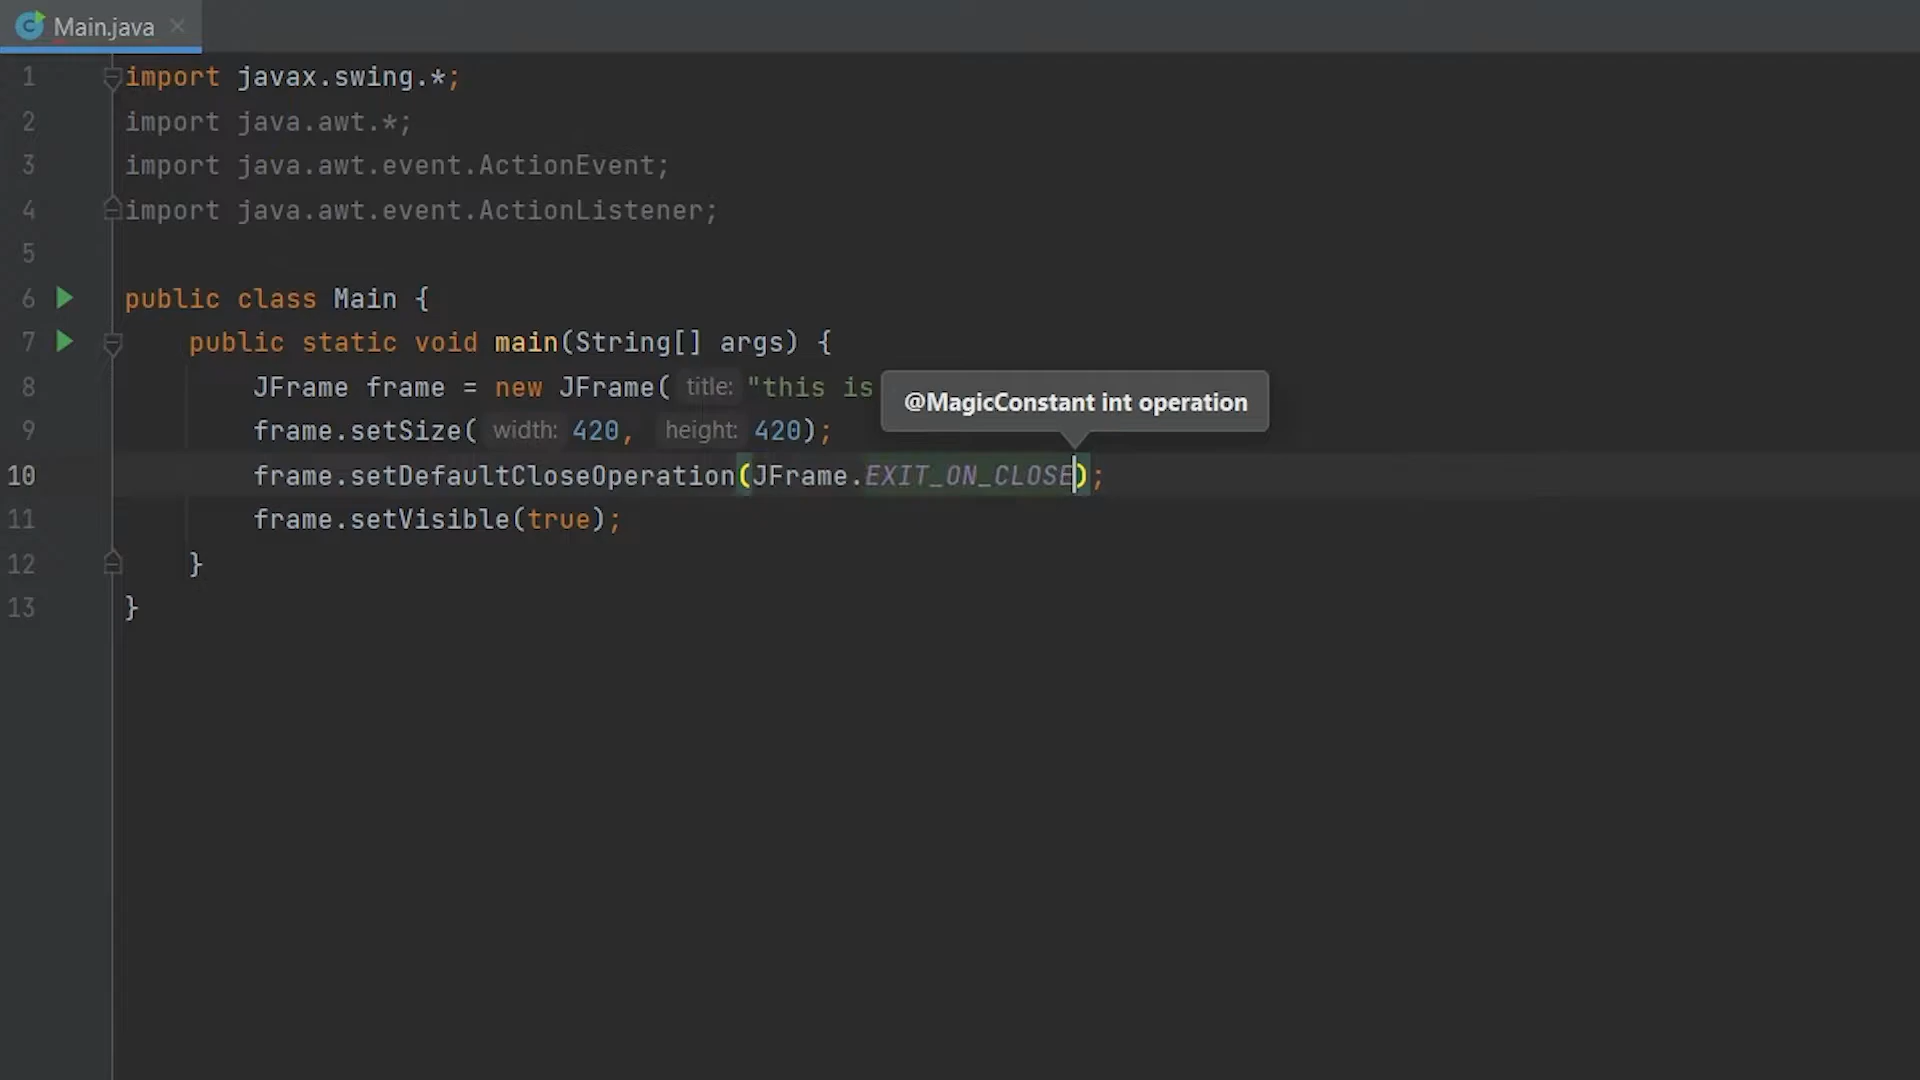 Main.java
1 import javax.swing.*;
2 import java.awt.*;
3 import java.awt.event.ActionEvent;
4 import java.awt.event.ActionListener;
5
6 public class Main {
7 public static void main(String[] args) {
8 JFrame frame = new JFrame( title: "this is
@MagicConstant int operation
9 frame.setSize( width: 420, height: 420);
10 frame.setDefaultCloseOperation(JFrame.EXIT_ON_CLOSE);
11 frame.setVisible(true);
12 }
13 }